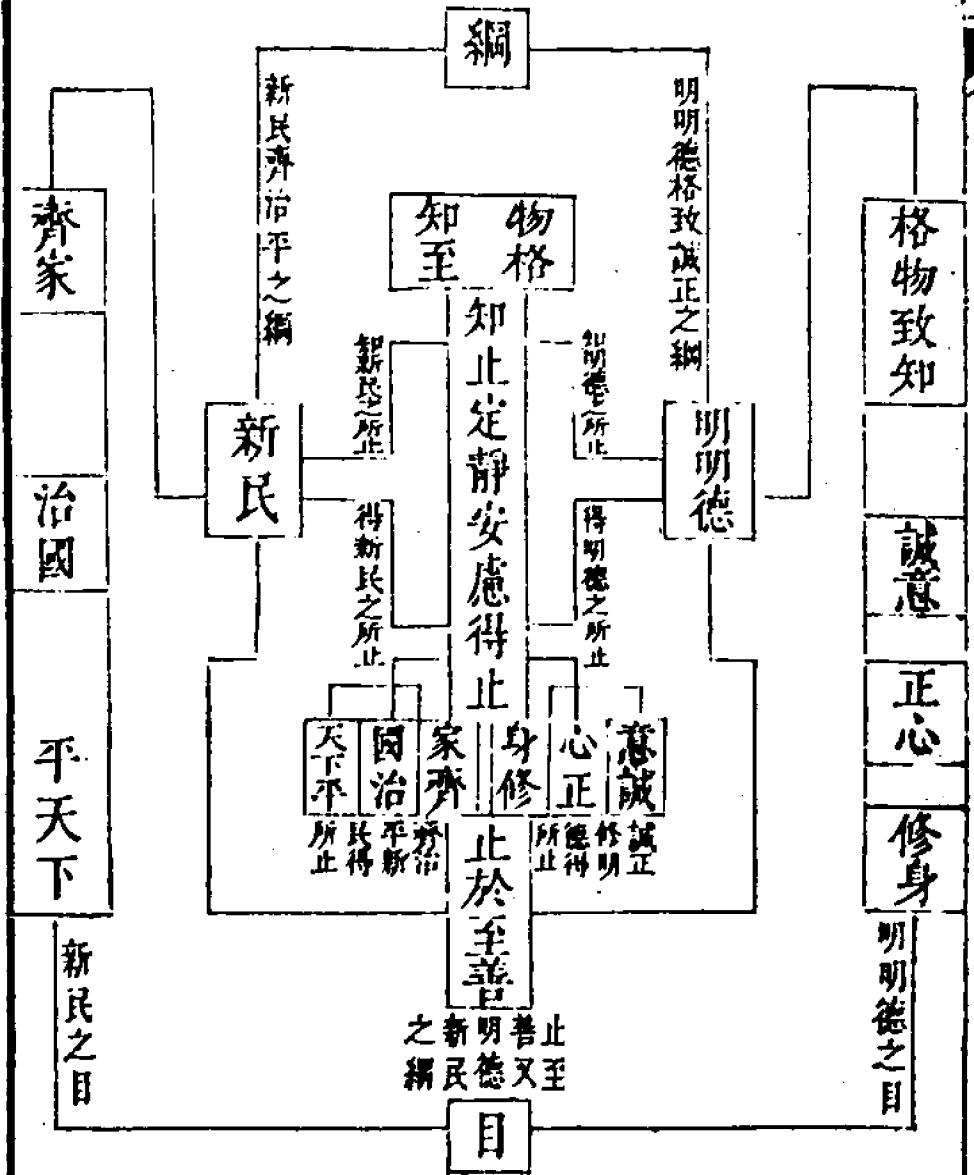 綱
明明德格致誠正之綱
新民齊治平之綱
格物致知
誠意
正心
修身
明明德之目
明明德
知明德之所止
得明德之所止
物格
知至
知止定靜安慮得止
知新民之所止
得新民之所止
新民
齊家
治國
平天下
新民之目
意誠
心正
身修
家齊
國治
天下平
誠正
修明
德得
所止
齊治
平新
民得
所止
止於至善
止至
善又
明德
新民
之綱
目